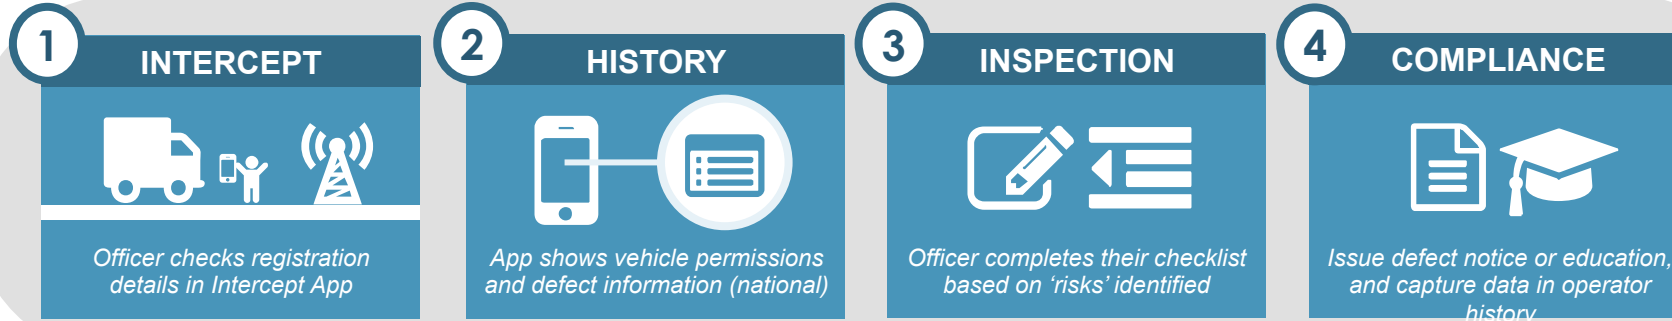 1
INTERCEPT
Officer checks registration
details in Intercept App
2
HISTORY
App shows vehicle permissions
and defect information (national)
3
INSPECTION
Officer completes their checklist
based on ‘risks’ identified
4
COMPLIANCE
Issue defect notice or education,
and capture data in operator
history